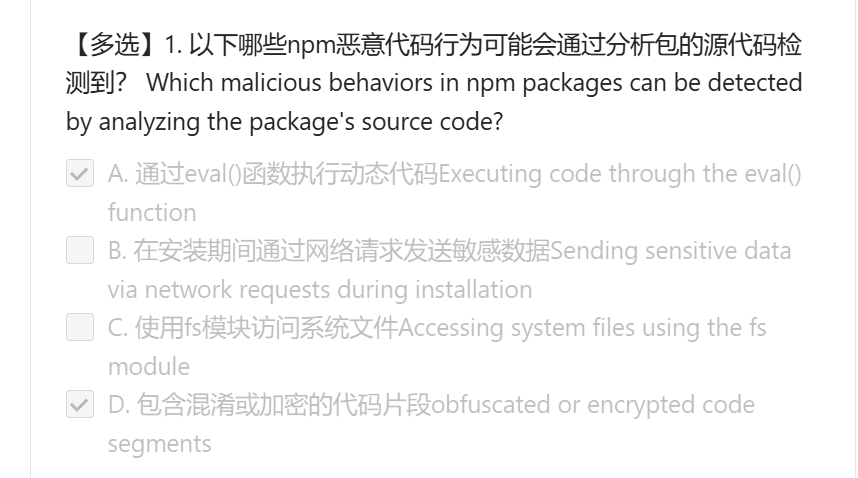 【多选】1. 以下哪些npm恶意代码行为可能会通过分析包的源代码检
测到？ Which malicious behaviors in npm packages can be detected
by analyzing the package's source code?
A. 通过eval()函数执行动态代码Executing code through the eval()
function
B. 在安装期间通过网络请求发送敏感数据Sending sensitive data
via network requests during installation
C. 使用fs模块访问系统文件Accessing system files using the fs
module
D. 包含混淆或加密的代码片段obfuscated or encrypted code
segments